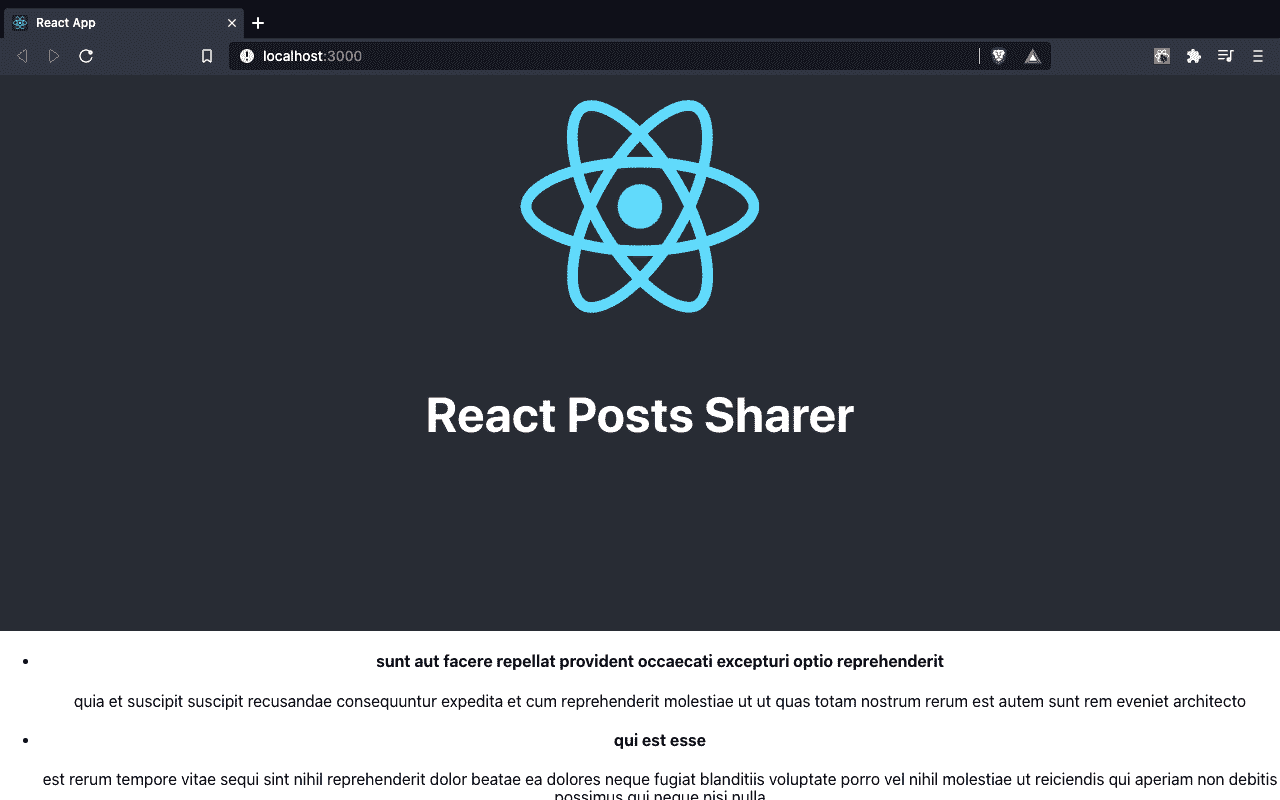 React App
localhost:3000
React Posts Sharer
sunt aut facere repellat provident occaecati excepturi optio reprehenderit
quia et suscipit suscipit recusandae consequuntur expedita et cum reprehenderit molestiae ut ut quas totam nostrum rerum est autem sunt rem eveniet architecto
qui est esse
est rerum tempore vitae sequi sint nihil reprehenderit dolor beatae ea dolores neque fugiat blanditiis voluptate porro vel nihil molestiae ut reiciendis qui aperiam non debitis
possimus qui neque nisi nulla